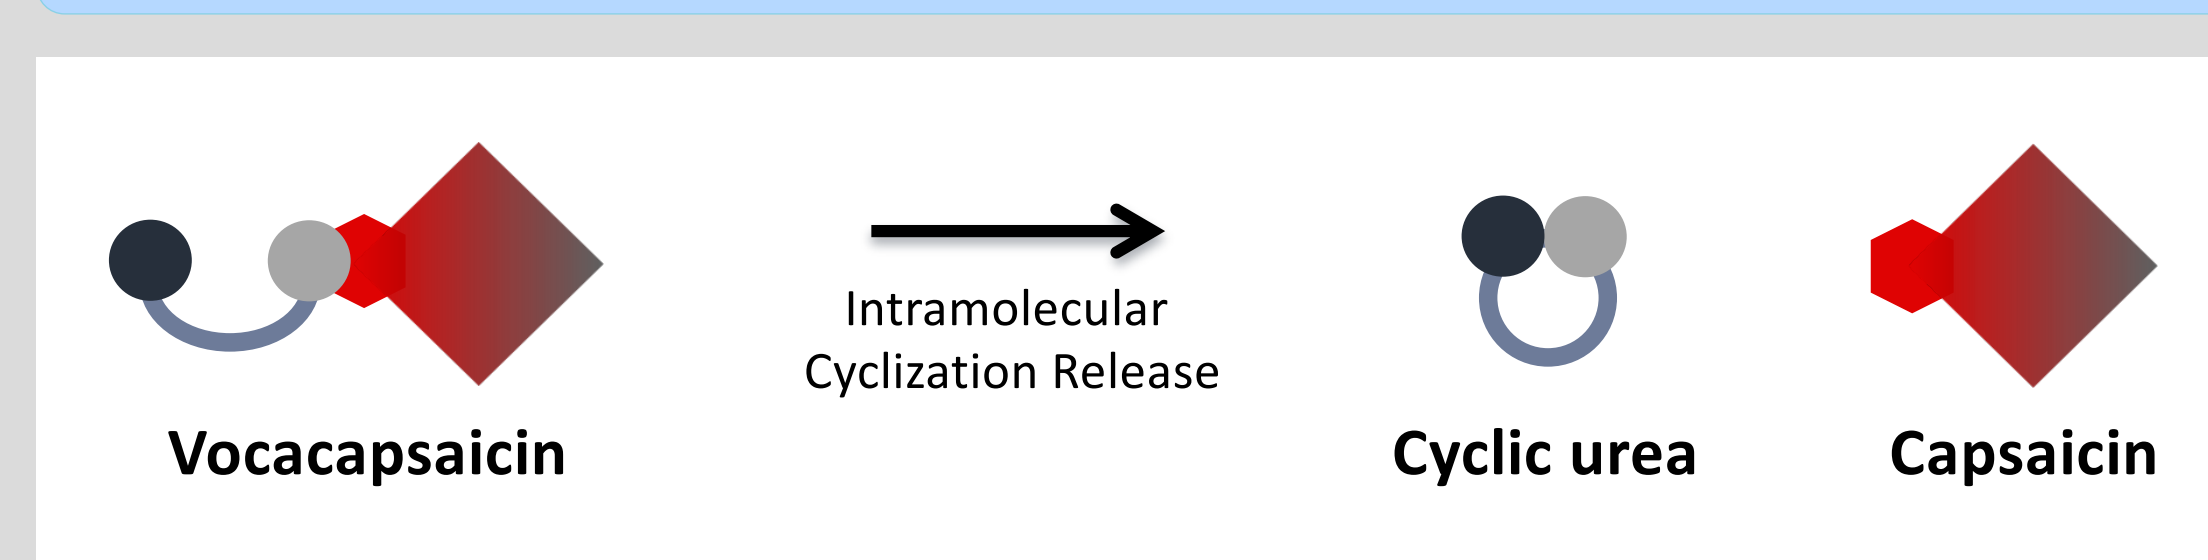 Intramolecular
Cyclization Release
Vocacapsaicin
Cyclic urea
Capsaicin